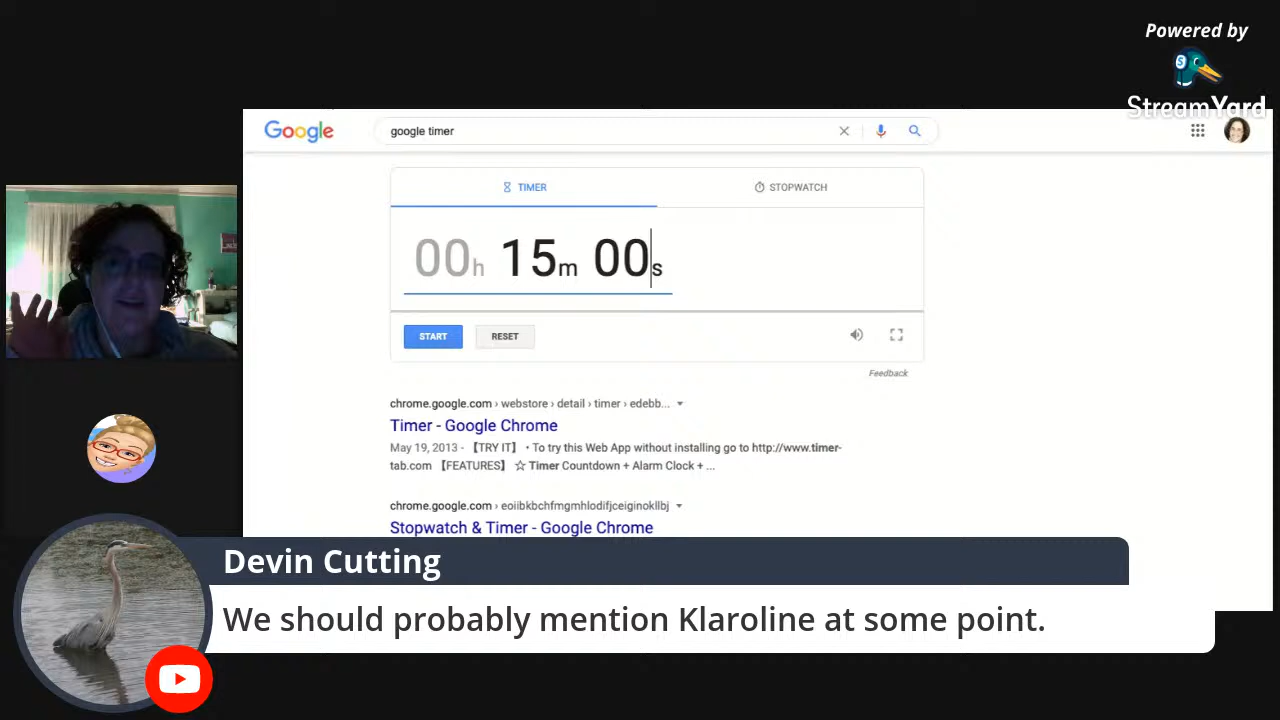 Powered by
StreamYard
Google
google timer
TIMER
STOPWATCH
00h 15m 00s
START
RESET
Feedback
chrome.google.com › webstore › detail › timer › edebb...
Timer - Google Chrome
May 19, 2013 - 【TRY IT】 • To try this Web App without installing go to http://www.timer-
tab.com 【FEATURES】 ☆ Timer Countdown + Alarm Clock + ...
chrome.google.com › eoiibkbchfmgmhlodifjceiginokllbj
Stopwatch & Timer - Google Chrome
Devin Cutting
We should probably mention Klaroline at some point.